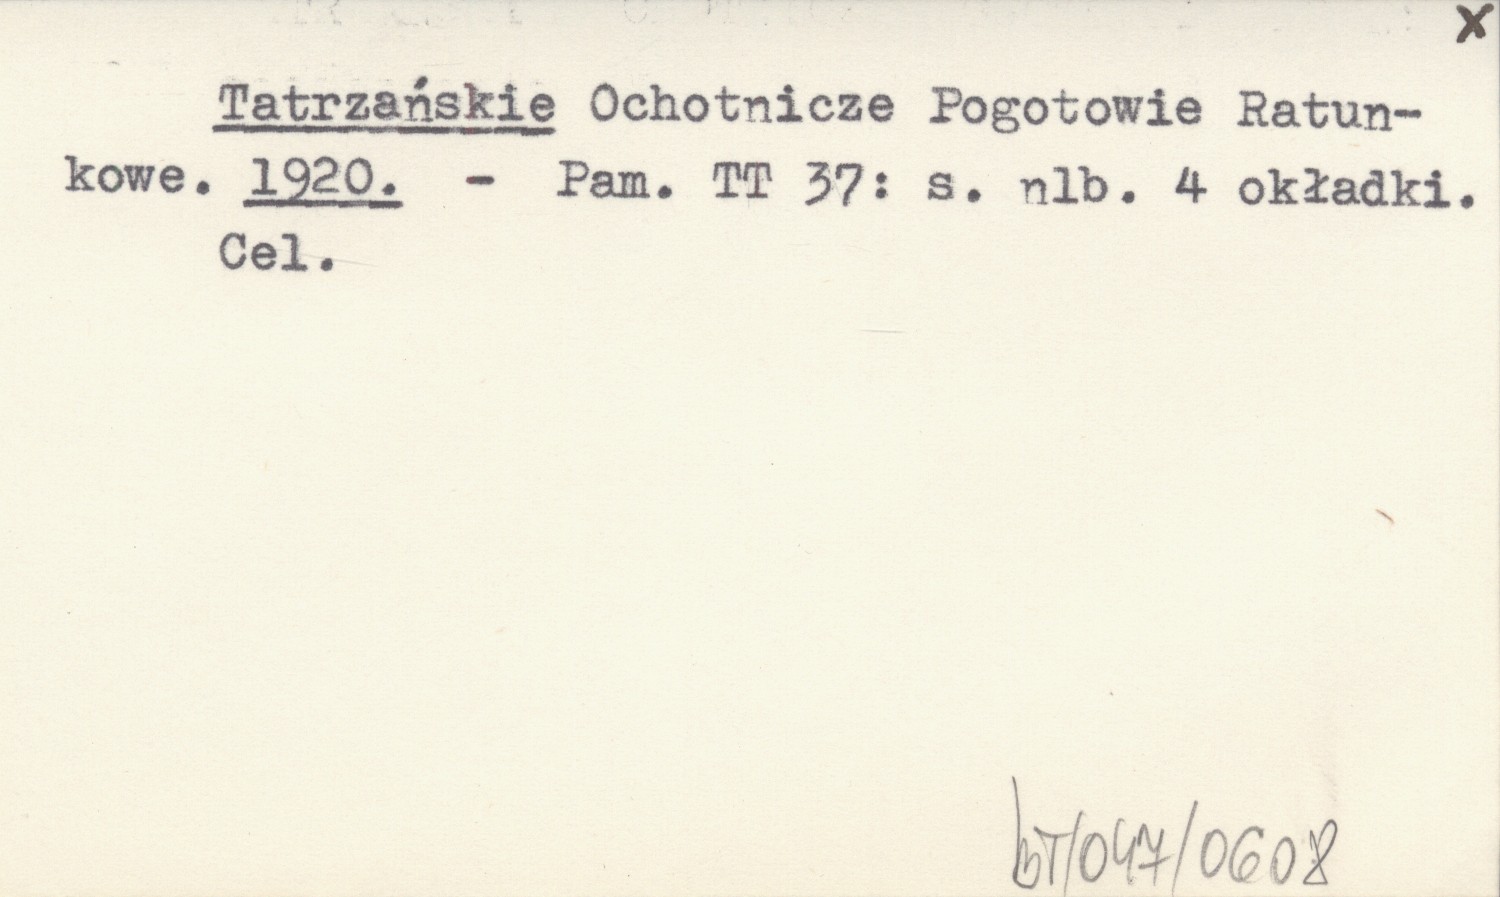 x
Tatrzańskie Ochotnicze Pogotowie Ratun-
kowe. 1920. - Pam. TT 37: s. nlb. 4 okładki.
Cel.
bT/047/0608